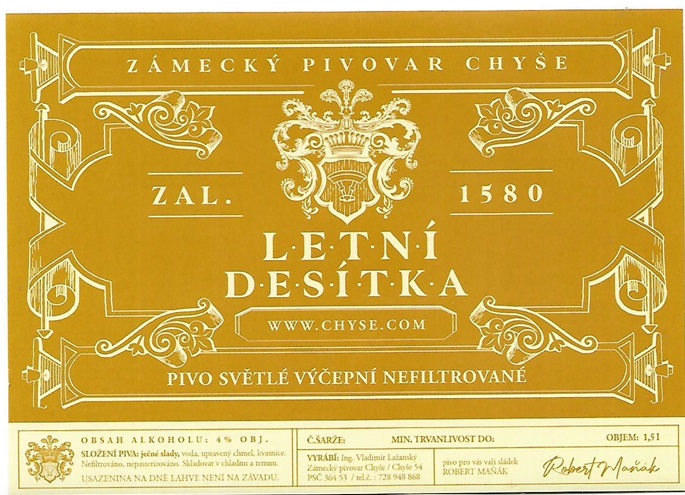 ZÁMECKÝ PIVOVAR CHYŠE
ZAL. 1580
L·E·T·N·Í
D·E·S·Í·T·K·A
WWW.CHYSE.COM
PIVO SVĚTLÉ VÝČEPNÍ NEFILTROVANÉ
OBSAH ALKOHOLU: 4% OBJ.
SLOŽENÍ PIVA: ječné slady, voda, upravený chmel, kvasnice.
Nefiltrováno, nepasterizováno. Skladovat v chladnu a temnu.
USAZENINA NA DNĚ LAHVE NENÍ NA ZÁVADU.
Č.ŠARŽE: MIN. TRVANLIVOST DO: OBJEM: 1,5 l
VYRÁBÍ: Ing. Vladimír Lažanský
Zámecký pivovar Chyše / Chyše 54
PSČ 364 53 / tel.č. : 728 948 868
pivo pro vás vaří sládek
ROBERT MAŇÁK
Robert Maňák